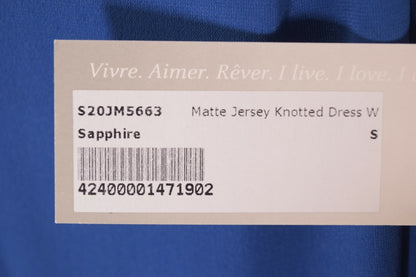 Vivre. Aimer. Rêver. I live. I love. I
S20JM5663 Matte Jersey Knotted Dress W
Sapphire S
42400001471902